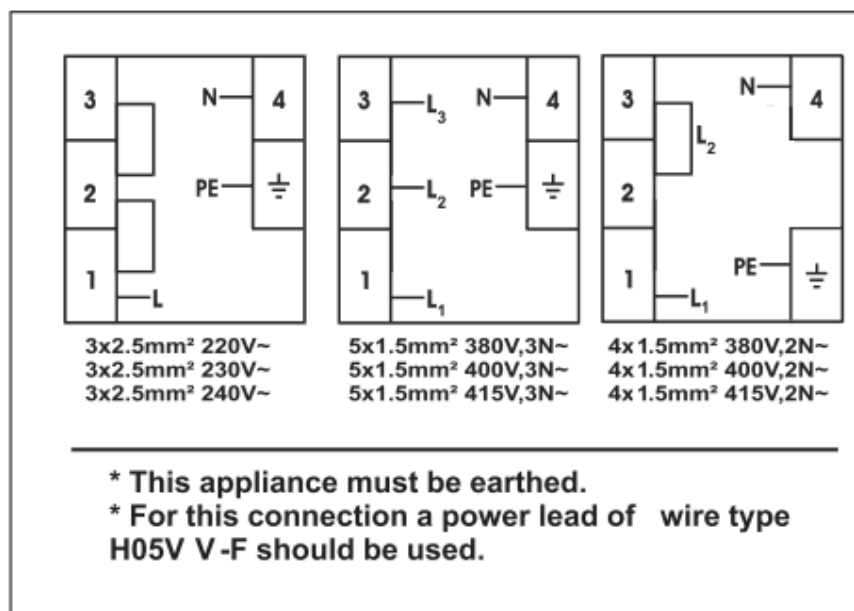 3 N 4
2 PE
1 L
3x2.5mm² 220V~
3x2.5mm² 230V~
3x2.5mm² 240V~
3 L3 N 4
2 L2 PE
1 L1
5x1.5mm² 380V,3N~
5x1.5mm² 400V,3N~
5x1.5mm² 415V,3N~
3 N 4
L2
2
1 L1 PE
4x1.5mm² 380V,2N~
4x1.5mm² 400V,2N~
4x1.5mm² 415V,2N~
* This appliance must be earthed.
* For this connection a power lead of wire type
H05V V-F should be used.